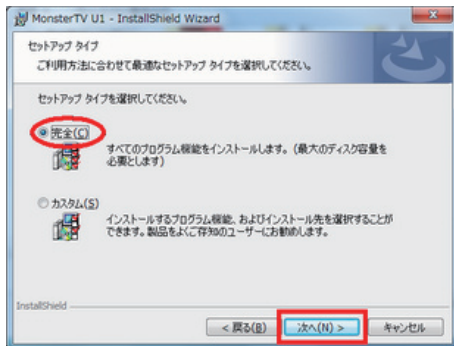 MonsterTV U1 - InstallShield Wizard
セットアップ タイプ
ご利用方法に合わせて最適なセットアップ タイプを選択してください。
セットアップ タイプを選択してください。
完全(C)
すべてのプログラム機能をインストールします。(最大のディスク容量を
必要とします)
カスタム(S)
インストールするプログラム機能、およびインストール先を選択することが
できます。製品をよくご存知のユーザーにお勧めします。
InstallShield
< 戻る(B)
次へ(N) >
キャンセル